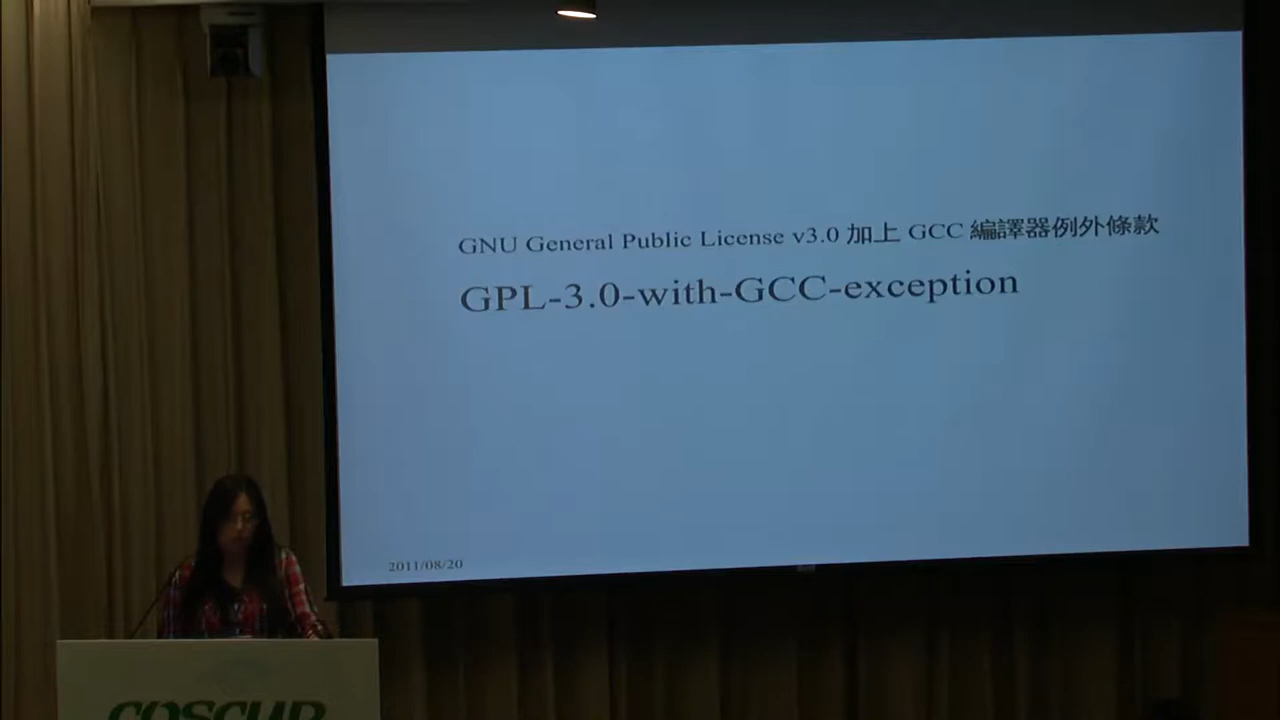 GNU General Public License v3.0 加上 GCC 編譯器例外條款
GPL-3.0-with-GCC-exception
2011/08/20
COSCUP